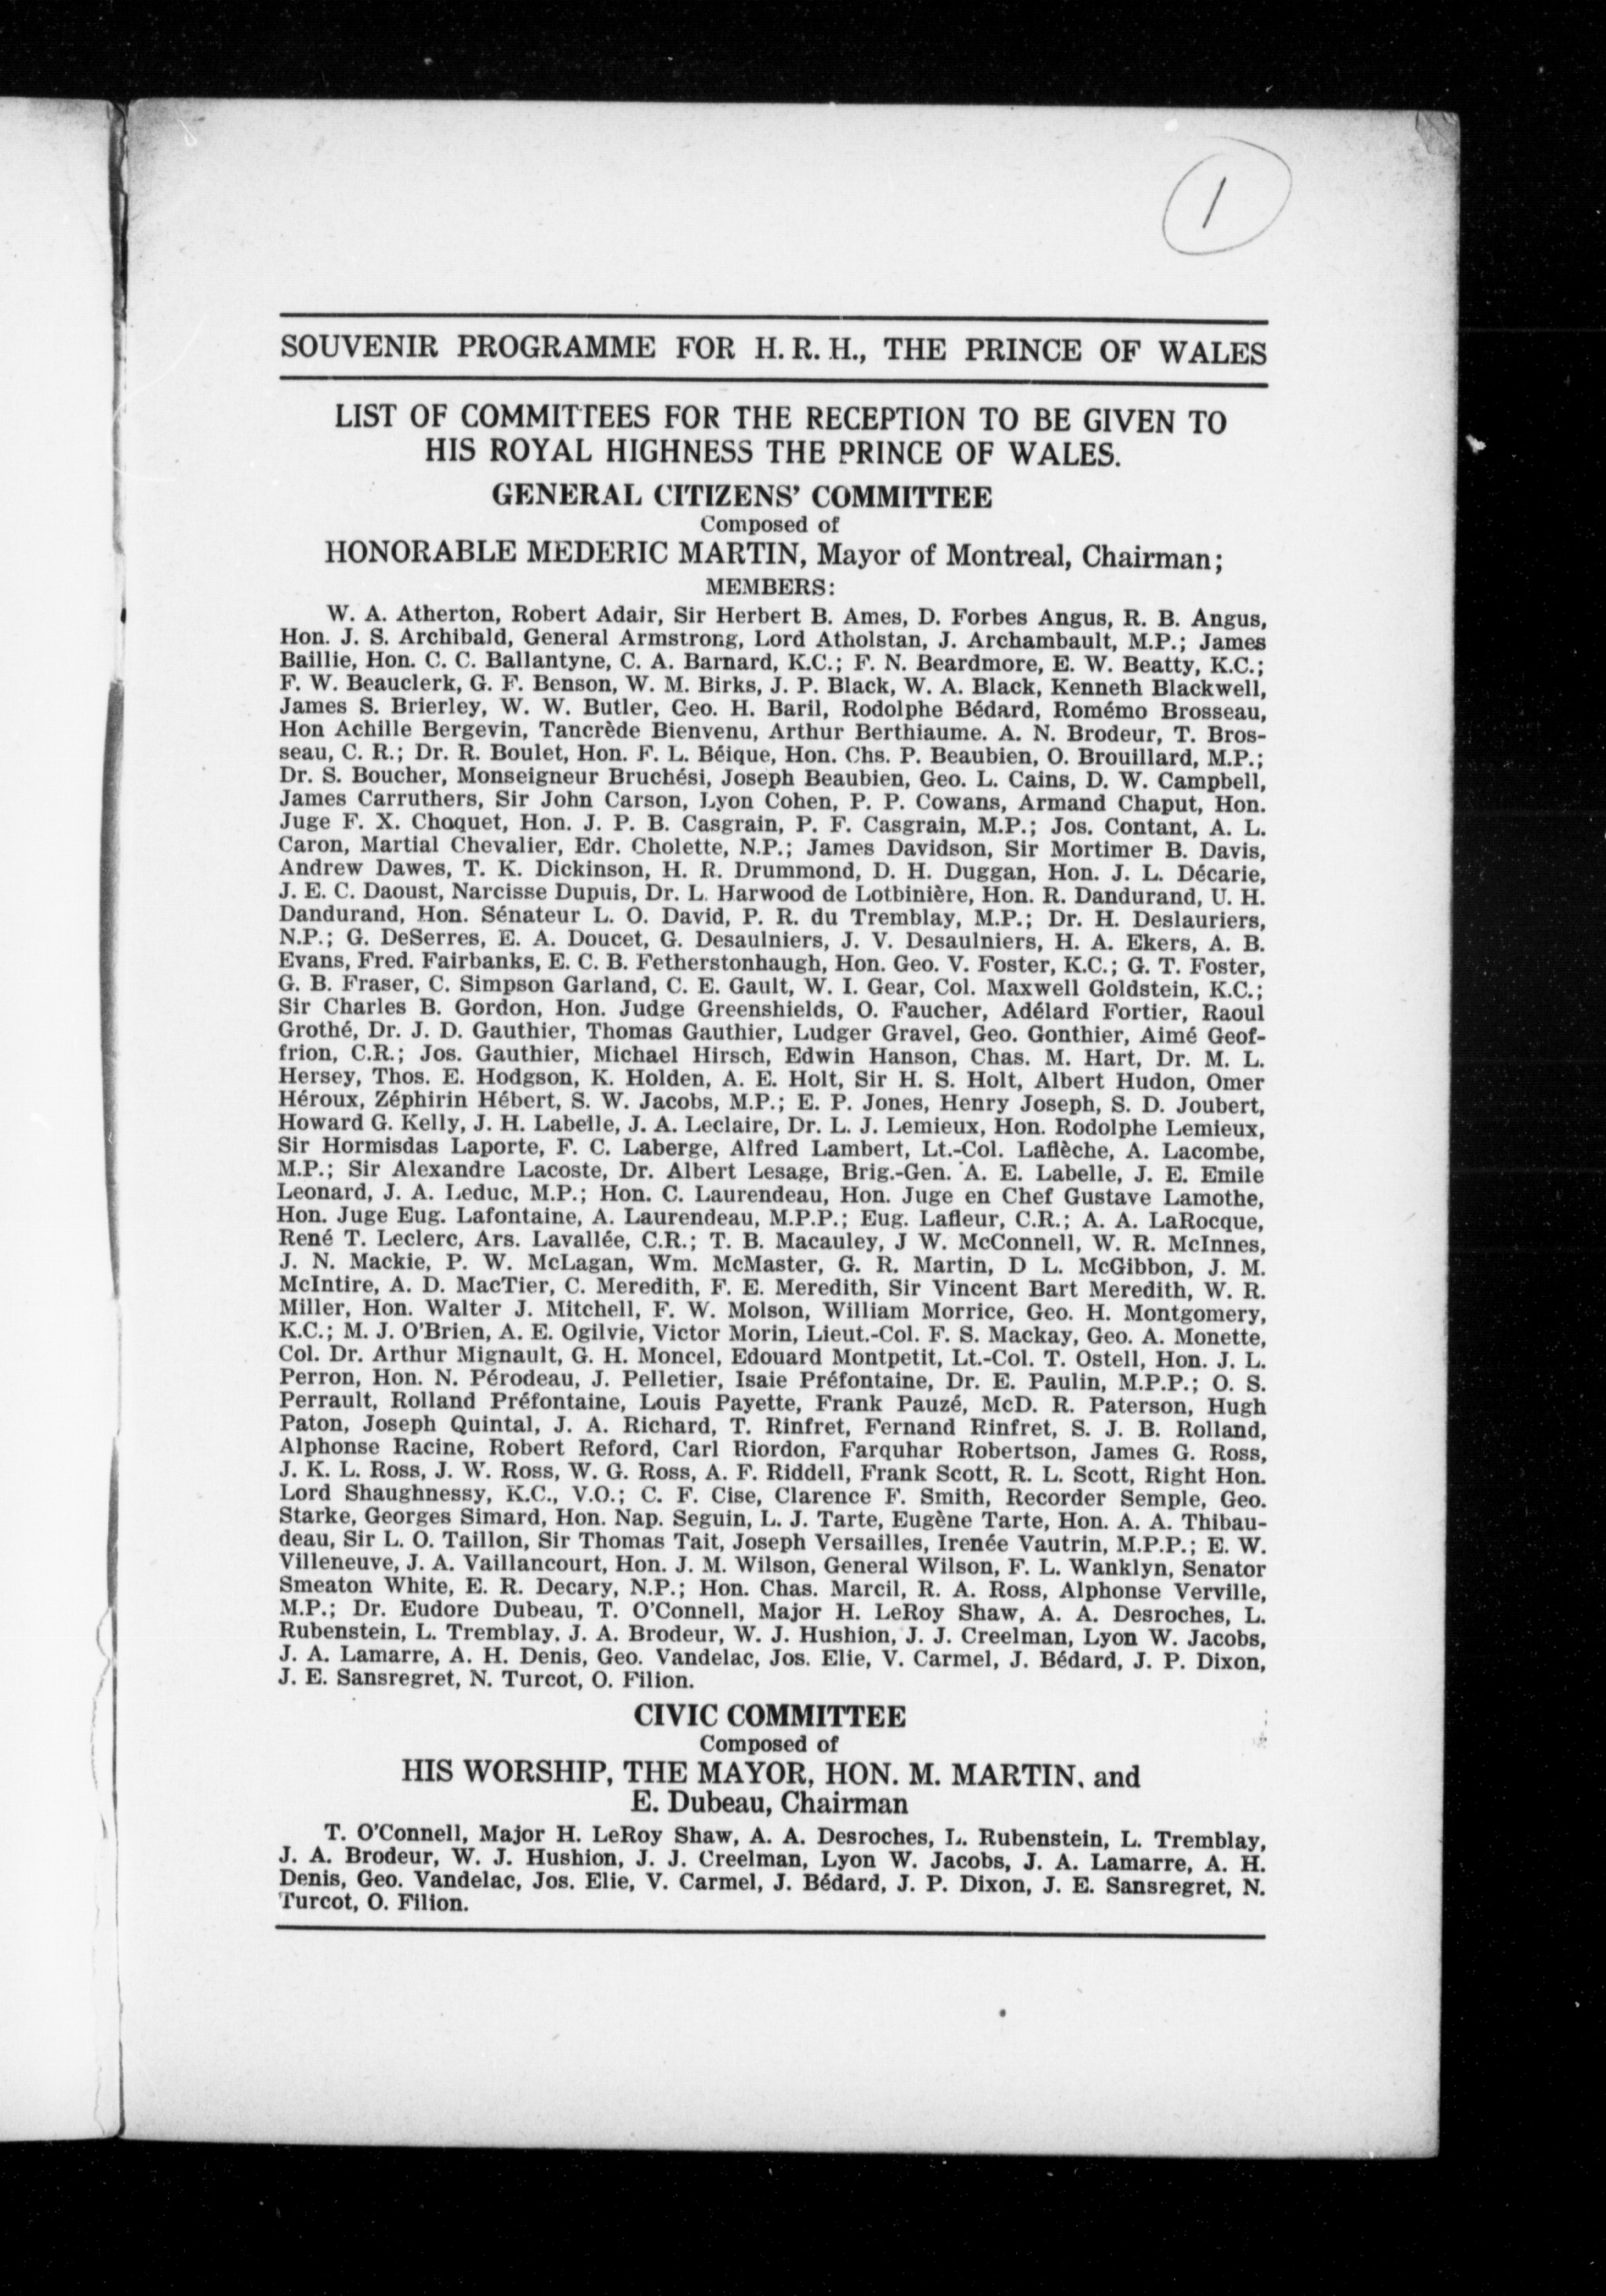 1
SOUVENIR PROGRAMME FOR H. R. H., THE PRINCE OF WALES
LIST OF COMMITTEES FOR THE RECEPTION TO BE GIVEN TO
HIS ROYAL HIGHNESS THE PRINCE OF WALES.
GENERAL CITIZENS' COMMITTEE
Composed of
HONORABLE MEDERIC MARTIN, Mayor of Montreal, Chairman;
MEMBERS:
W. A. Atherton, Robert Adair, Sir Herbert B. Ames, D. Forbes Angus, R. B. Angus,
Hon. J. S. Archibald, General Armstrong, Lord Atholstan, J. Archambault, M.P.; James
Baillie, Hon. C. C. Ballantyne, C. A. Barnard, K.C.; F. N. Beardmore, E. W. Beatty, K.C.;
F. W. Beauclerk, G. F. Benson, W. M. Birks, J. P. Black, W. A. Black, Kenneth Blackwell,
James S. Brierley, W. W. Butler, Geo. H. Baril, Rodolphe Bédard, Romémo Brosseau,
Hon Achille Bergevin, Tancrède Bienvenu, Arthur Berthiaume. A. N. Brodeur, T. Bros-
seau, C. R.; Dr. R. Boulet, Hon. F. L. Béique, Hon. Chs. P. Beaubien, O. Brouillard, M.P.;
Dr. S. Boucher, Monseigneur Bruchési, Joseph Beaubien, Geo. L. Cains, D. W. Campbell,
James Carruthers, Sir John Carson, Lyon Cohen, P. P. Cowans, Armand Chaput, Hon.
Juge F. X. Choquet, Hon. J. P. B. Casgrain, P. F. Casgrain, M.P.; Jos. Contant, A. L.
Caron, Martial Chevalier, Edr. Cholette, N.P.; James Davidson, Sir Mortimer B. Davis,
Andrew Dawes, T. K. Dickinson, H. R. Drummond, D. H. Duggan, Hon. J. L. Décarie,
J. E. C. Daoust, Narcisse Dupuis, Dr. L. Harwood de Lotbinière, Hon. R. Dandurand, U. H.
Dandurand, Hon. Sénateur L. O. David, P. R. du Tremblay, M.P.; Dr. H. Deslauriers,
N.P.; G. DeSerres, E. A. Doucet, G. Desaulniers, J. V. Desaulniers, H. A. Ekers, A. B.
Evans, Fred. Fairbanks, E. C. B. Fetherstonhaugh, Hon. Geo. V. Foster, K.C.; G. T. Foster,
G. B. Fraser, C. Simpson Garland, C. E. Gault, W. I. Gear, Col. Maxwell Goldstein, K.C.;
Sir Charles B. Gordon, Hon. Judge Greenshields, O. Faucher, Adélard Fortier, Raoul
Grothé, Dr. J. D. Gauthier, Thomas Gauthier, Ludger Gravel, Geo. Gonthier, Aimé Geof-
frion, C.R.; Jos. Gauthier, Michael Hirsch, Edwin Hanson, Chas. M. Hart, Dr. M. L.
Hersey, Thos. E. Hodgson, K. Holden, A. E. Holt, Sir H. S. Holt, Albert Hudon, Omer
Héroux, Zéphirin Hébert, S. W. Jacobs, M.P.; E. P. Jones, Henry Joseph, S. D. Joubert,
Howard G. Kelly, J. H. Labelle, J. A. Leclaire, Dr. L. J. Lemieux, Hon. Rodolphe Lemieux,
Sir Hormisdas Laporte, F. C. Laberge, Alfred Lambert, Lt.-Col. Laflèche, A. Lacombe,
M.P.; Sir Alexandre Lacoste, Dr. Albert Lesage, Brig.-Gen. A. E. Labelle, J. E. Emile
Leonard, J. A. Leduc, M.P.; Hon. C. Laurendeau, Hon. Juge en Chef Gustave Lamothe,
Hon. Juge Eug. Lafontaine, A. Laurendeau, M.P.P.; Eug. Lafleur, C.R.; A. A. LaRocque,
René T. Leclerc, Ars. Lavallée, C.R.; T. B. Macauley, J W. McConnell, W. R. McInnes,
J. N. Mackie, P. W. McLagan, Wm. McMaster, G. R. Martin, D L. McGibbon, J. M.
McIntire, A. D. MacTier, C. Meredith, F. E. Meredith, Sir Vincent Bart Meredith, W. R.
Miller, Hon. Walter J. Mitchell, F. W. Molson, William Morrice, Geo. H. Montgomery,
K.C.; M. J. O'Brien, A. E. Ogilvie, Victor Morin, Lieut.-Col. F. S. Mackay, Geo. A. Monette,
Col. Dr. Arthur Mignault, G. H. Moncel, Edouard Montpetit, Lt.-Col. T. Ostell, Hon. J. L.
Perron, Hon. N. Pérodeau, J. Pelletier, Isaie Préfontaine, Dr. E. Paulin, M.P.P.; O. S.
Perrault, Rolland Préfontaine, Louis Payette, Frank Pauzé, McD. R. Paterson, Hugh
Paton, Joseph Quintal, J. A. Richard, T. Rinfret, Fernand Rinfret, S. J. B. Rolland,
Alphonse Racine, Robert Reford, Carl Riordon, Farquhar Robertson, James G. Ross,
J. K. L. Ross, J. W. Ross, W. G. Ross, A. F. Riddell, Frank Scott, R. L. Scott, Right Hon.
Lord Shaughnessy, K.C., V.O.; C. F. Cise, Clarence F. Smith, Recorder Semple, Geo.
Starke, Georges Simard, Hon. Nap. Seguin, L. J. Tarte, Eugène Tarte, Hon. A. A. Thibau-
deau, Sir L. O. Taillon, Sir Thomas Tait, Joseph Versailles, Irenée Vautrin, M.P.P.; E. W.
Villeneuve, J. A. Vaillancourt, Hon. J. M. Wilson, General Wilson, F. L. Wanklyn, Senator
Smeaton White, E. R. Decary, N.P.; Hon. Chas. Marcil, R. A. Ross, Alphonse Verville,
M.P.; Dr. Eudore Dubeau, T. O'Connell, Major H. LeRoy Shaw, A. A. Desroches, L.
Rubenstein, L. Tremblay, J. A. Brodeur, W. J. Hushion, J. J. Creelman, Lyon W. Jacobs,
J. A. Lamarre, A. H. Denis, Geo. Vandelac, Jos. Elie, V. Carmel, J. Bédard, J. P. Dixon,
J. E. Sansregret, N. Turcot, O. Filion.
CIVIC COMMITTEE
Composed of
HIS WORSHIP, THE MAYOR, HON. M. MARTIN, and
E. Dubeau, Chairman
T. O'Connell, Major H. LeRoy Shaw, A. A. Desroches, L. Rubenstein, L. Tremblay,
J. A. Brodeur, W. J. Hushion, J. J. Creelman, Lyon W. Jacobs, J. A. Lamarre, A. H.
Denis, Geo. Vandelac, Jos. Elie, V. Carmel, J. Bédard, J. P. Dixon, J. E. Sansregret, N.
Turcot, O. Filion.